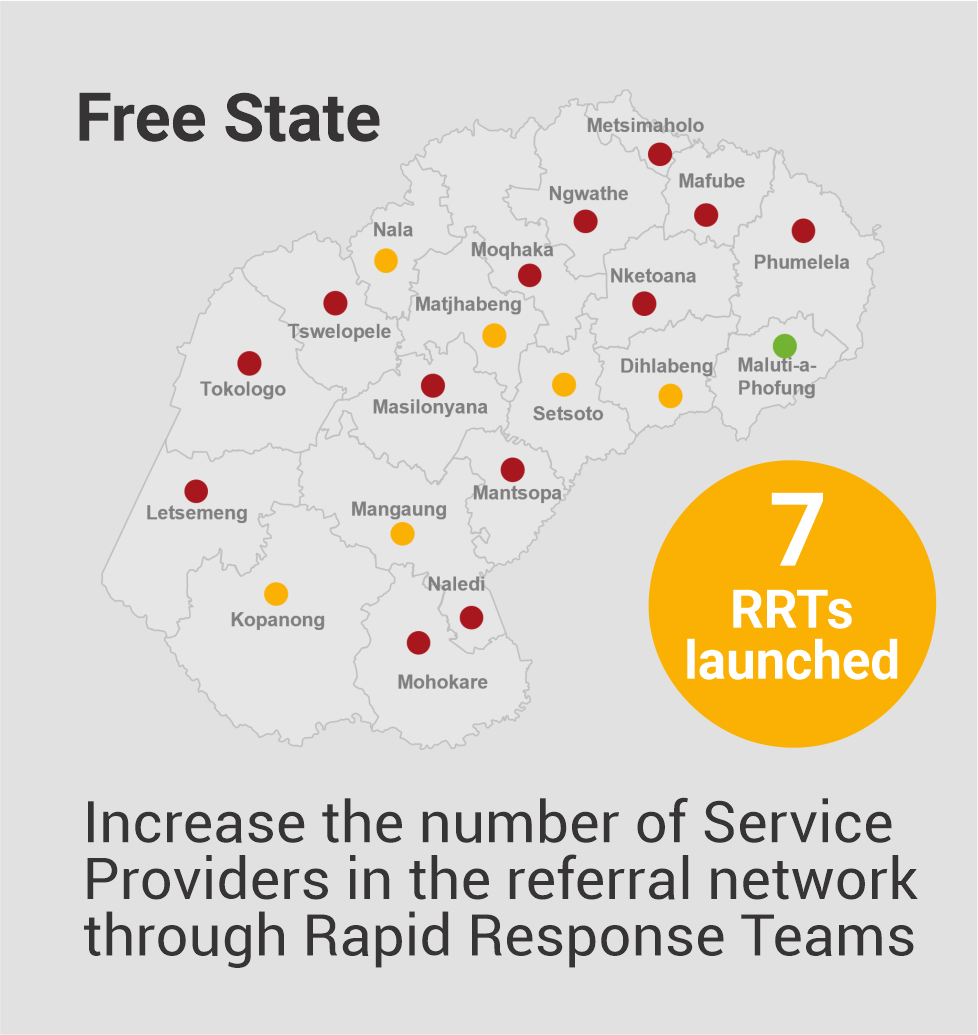 Free State
Metsimaholo
Mafube
Ngwathe
Nala
Moqhaka
Phumelela
Nketoana
Matjhabeng
Tswelopele
Dihlabeng
Maluti-a-
Phofung
Tokologo
Masilonyana
Setsoto
Mantsopa
Letsemeng
Mangaung
Naledi
Kopanong
Mohokare
7
RRTs
launched
Increase the number of Service
Providers in the referral network
through Rapid Response Teams